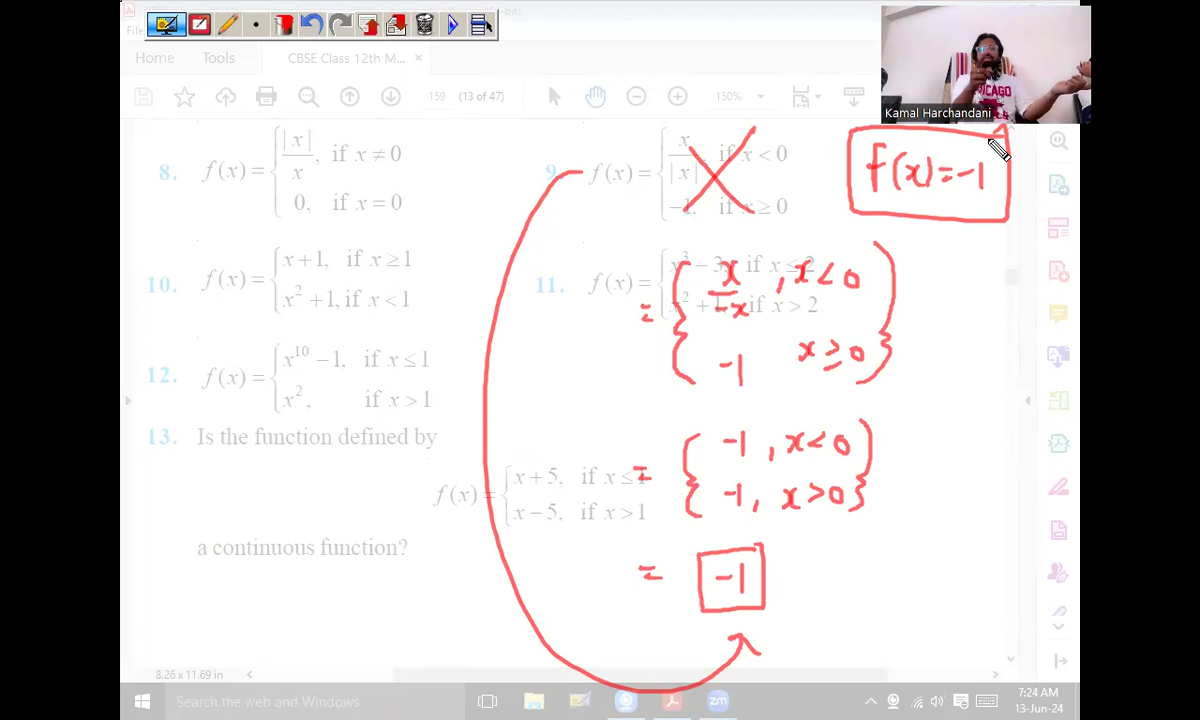 Home Tools CBSE Class 12th M... ×
159 (13 of 47) 150%
Kamal Harchandani
8. f(x) = { |x|/x, if x ≠ 0
0, if x = 0
9. f(x) = { x/|x|, if x < 0
−1, if x ≥ 0
f(x) = -1
10. f(x) = { x + 1, if x ≥ 1
x² + 1, if x < 1
11. f(x) = { x³ − 3, if x ≤ 2
x² + 1, if x > 2
= { x/-x , x < 0
-1 x ≥ 0 }
12. f(x) = { x¹⁰ − 1, if x ≤ 1
x², if x > 1
13. Is the function defined by
= { -1 , x < 0
-1 , x > 0 }
f(x) = { x + 5, if x ≤ 1
x − 5, if x > 1
a continuous function?
= -1
8.26 x 11.69 in
Search the web and Windows
zm
7:24 AM
13-Jun-24